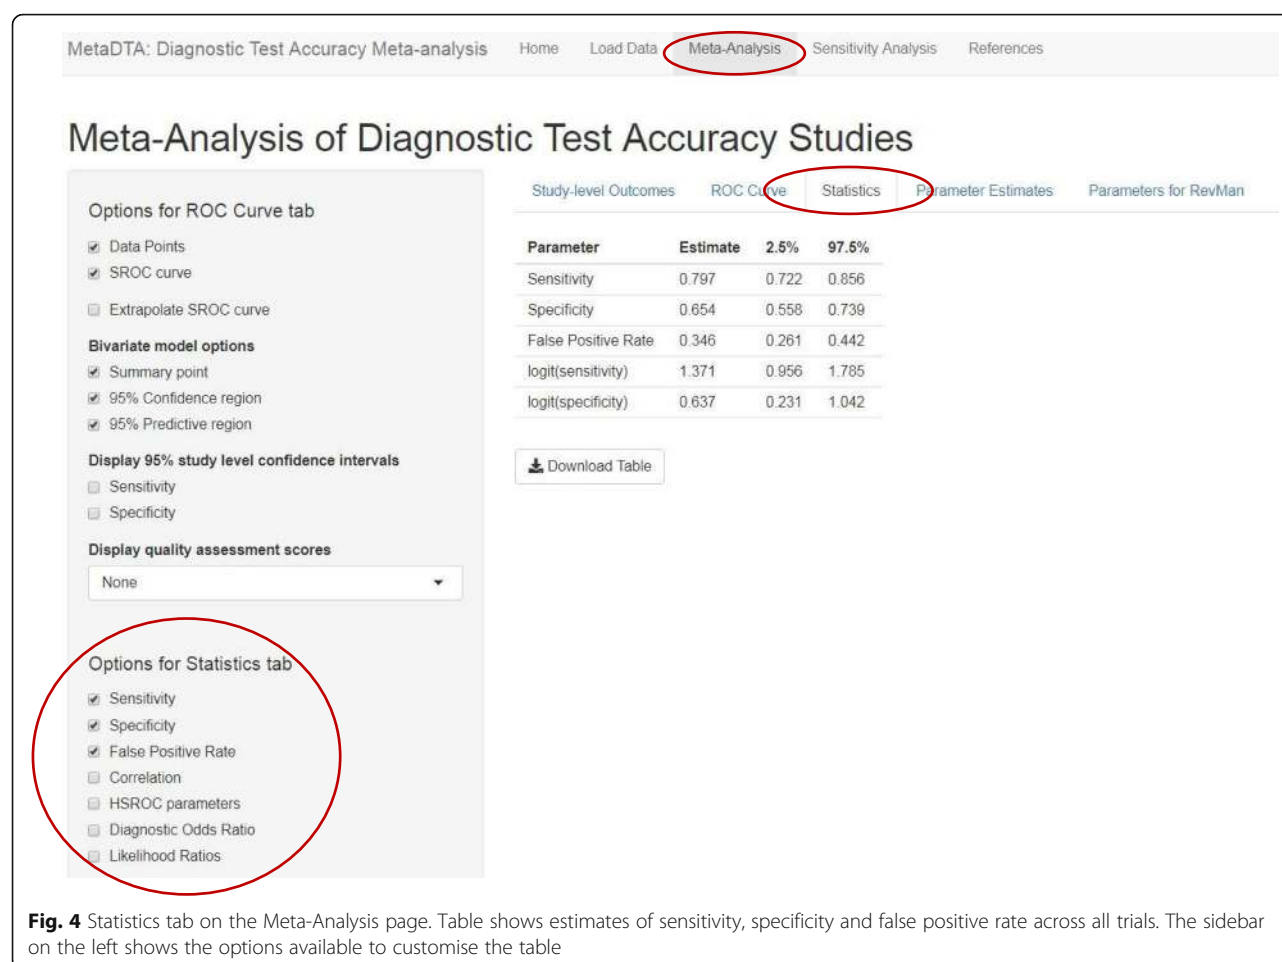 MetaDTA: Diagnostic Test Accuracy Meta-analysis Home Load Data Meta-Analysis Sensitivity Analysis References
Meta-Analysis of Diagnostic Test Accuracy Studies
Options for ROC Curve tab
Data Points
SROC curve
Extrapolate SROC curve
Bivariate model options
Summary point
95% Confidence region
95% Predictive region
Display 95% study level confidence intervals
Sensitivity
Specificity
Display quality assessment scores
None
Options for Statistics tab
Sensitivity
Specificity
False Positive Rate
Correlation
HSROC parameters
Diagnostic Odds Ratio
Likelihood Ratios
Study-level Outcomes ROC Curve Statistics Parameter Estimates Parameters for RevMan
Parameter Estimate 2.5% 97.5%
Sensitivity 0.797 0.722 0.856
Specificity 0.654 0.558 0.739
False Positive Rate 0.346 0.261 0.442
logit(sensitivity) 1.371 0.956 1.785
logit(specificity) 0.637 0.231 1.042
Download Table
Fig. 4 Statistics tab on the Meta-Analysis page. Table shows estimates of sensitivity, specificity and false positive rate across all trials. The sidebar
on the left shows the options available to customise the table